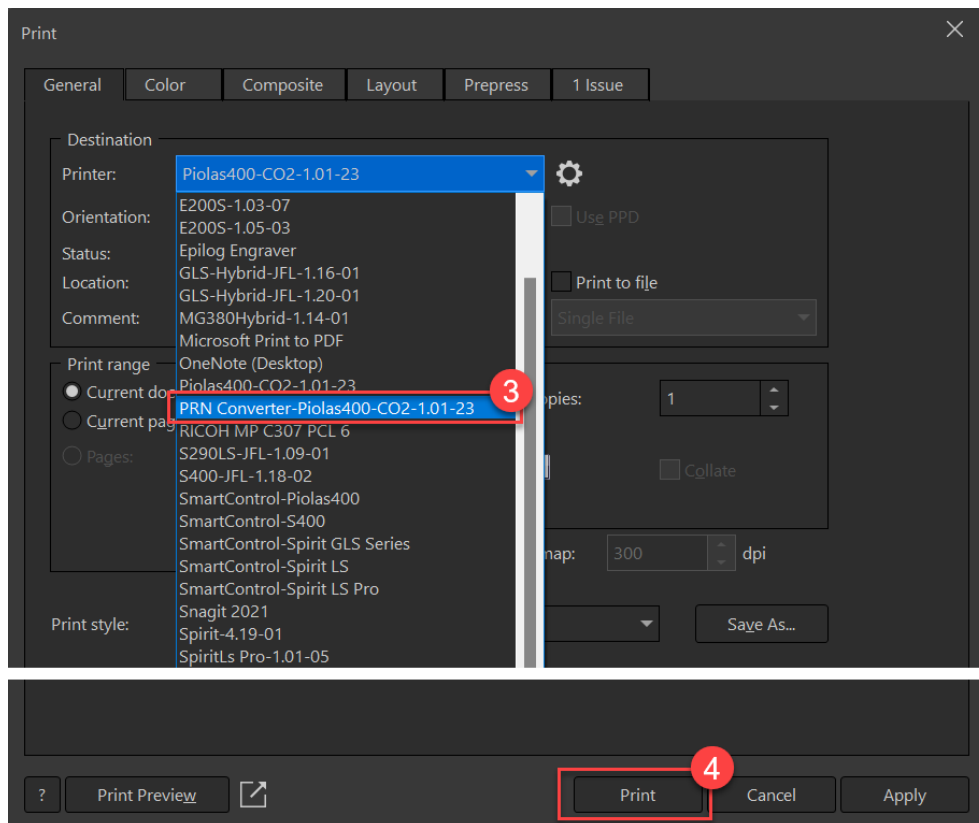 Print
General Color Composite Layout Prepress 1 Issue
Destination
Printer: Piolas400-CO2-1.01-23
Orientation: Use PPD
Status:
Location: Print to file
Comment: Single File
E200S-1.03-07
E200S-1.05-03
Epilog Engraver
GLS-Hybrid-JFL-1.16-01
GLS-Hybrid-JFL-1.20-01
MG380Hybrid-1.14-01
Microsoft Print to PDF
OneNote (Desktop)
Piolas400-CO2-1.01-23
PRN Converter-Piolas400-CO2-1.01-23
3
RICOH MP C307 PCL 6
S290LS-JFL-1.09-01
S400-JFL-1.18-02
SmartControl-Piolas400
SmartControl-S400
SmartControl-Spirit GLS Series
SmartControl-Spirit LS
SmartControl-Spirit LS Pro
Snagit 2021
Spirit-4.19-01
SpiritLs Pro-1.01-05
Print range
Current
Current
Pages:
1
Collate
300 dpi
Print style: Save As...
4
? Print Preview Print Cancel Apply